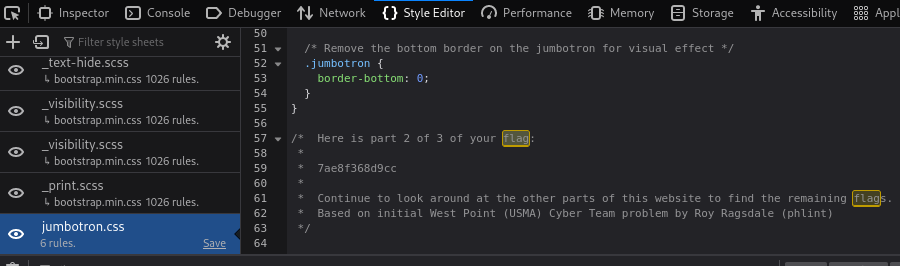 Inspector Console Debugger Network Style Editor Performance Memory Storage Accessibility Appl
Filter style sheets
_text-hide.scss
↳ bootstrap.min.css 1026 rules.
_visibility.scss
↳ bootstrap.min.css 1026 rules.
_visibility.scss
↳ bootstrap.min.css 1026 rules.
_print.scss
↳ bootstrap.min.css 1026 rules.
jumbotron.css
6 rules. Save
50
51 /* Remove the bottom border on the jumbotron for visual effect */
52 .jumbotron {
53 border-bottom: 0;
54 }
55 }
56
57 /* Here is part 2 of 3 of your flag:
58 *
59 * 7ae8f368d9cc
60 *
61 * Continue to look around at the other parts of this website to find the remaining flags.
62 * Based on initial West Point (USMA) Cyber Team problem by Roy Ragsdale (phlint)
63 */
64